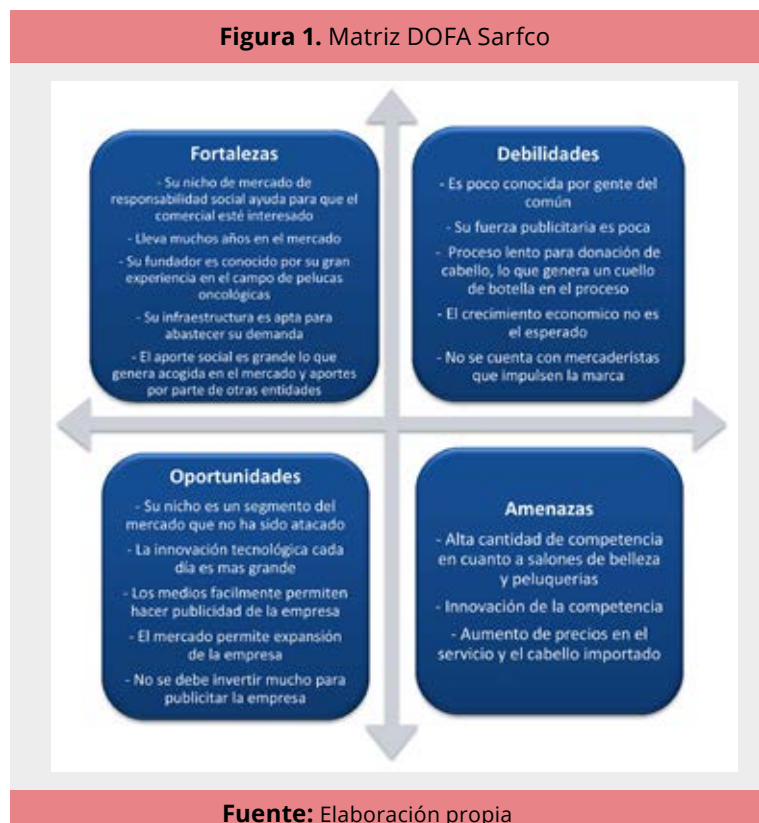 Figura 1. Matriz DOFA Sarfco
Fortalezas
- Su nicho de mercado de
responsabilidad social ayuda para que el
comercial esté interesado
- Lleva muchos años en el mercado
- Su fundador es conocido por su gran
experiencia en el campo de pelucas
oncológicas
- Su infraestructura es apta para
abastecer su demanda
- El aporte social es grande lo que
genera acogida en el mercado y aportes
por parte de otras entidades
Debilidades
- Es poco conocida por gente del
común
- Su fuerza publicitaria es poca
- Proceso lento para donación de
cabello, lo que genera un cuello
de botella en el proceso
- El crecimiento economico no es
el esperado
- No se cuenta con mercaderistas
que impulsen la marca
Oportunidades
- Su nicho es un segmento del
mercado que no ha sido atacado
- La innovación tecnológica cada
día es mas grande
- Los medios facilmente permiten
hacer publicidad de la empresa
- El mercado permite expansión
de la empresa
- No se debe invertir mucho para
publicitar la empresa
Amenazas
- Alta cantidad de competencia
en cuanto a salones de belleza
y peluquerias
- Innovación de la competencia
- Aumento de precios en el
servicio y el cabello importado
Fuente: Elaboración propia